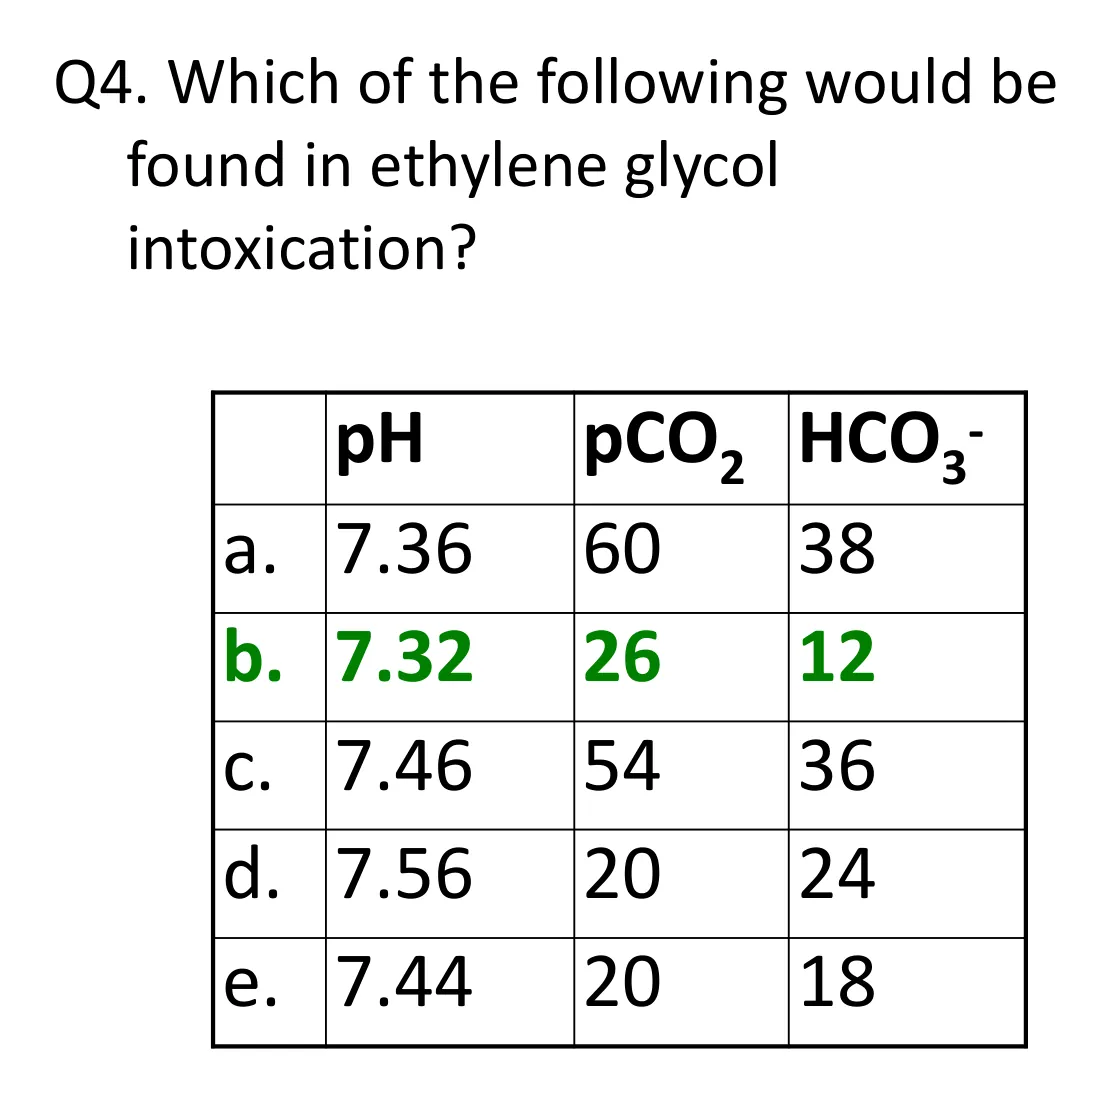 Q4. Which of the following would be
found in ethylene glycol
intoxication?
pH pCO₂ HCO₃⁻
a. 7.36 60 38
b. 7.32 26 12
c. 7.46 54 36
d. 7.56 20 24
e. 7.44 20 18